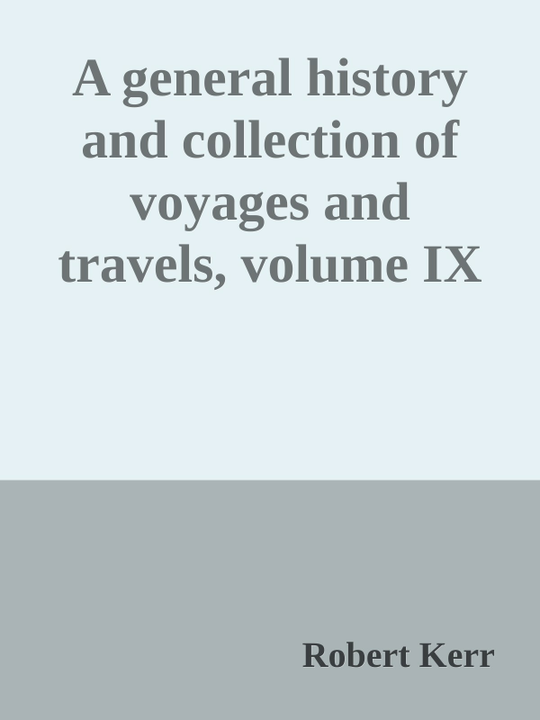 A general history
and collection of
voyages and
travels, volume IX
Robert Kerr